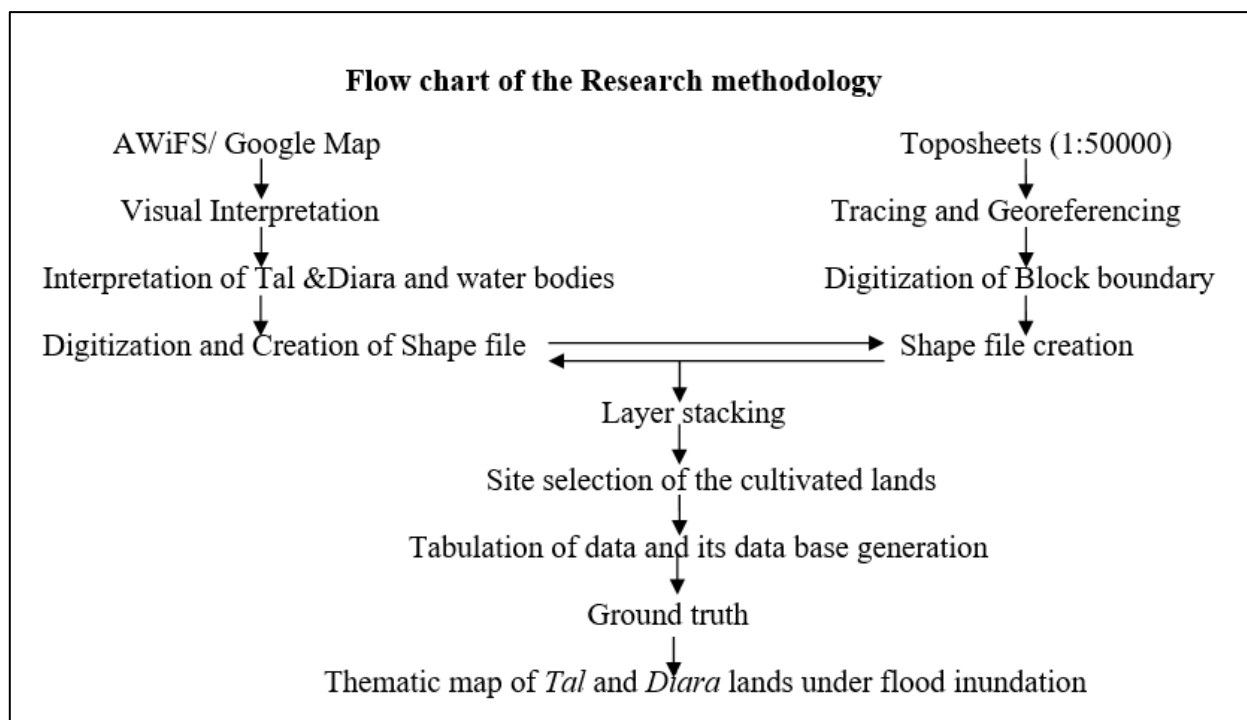 Flow chart of the Research methodology
AWiFS/ Google Map
Toposheets (1:50000)
Visual Interpretation
Tracing and Georeferencing
Interpretation of Tal &Diara and water bodies
Digitization of Block boundary
Digitization and Creation of Shape file
Shape file creation
Layer stacking
Site selection of the cultivated lands
Tabulation of data and its data base generation
Ground truth
Thematic map of Tal and Diara lands under flood inundation